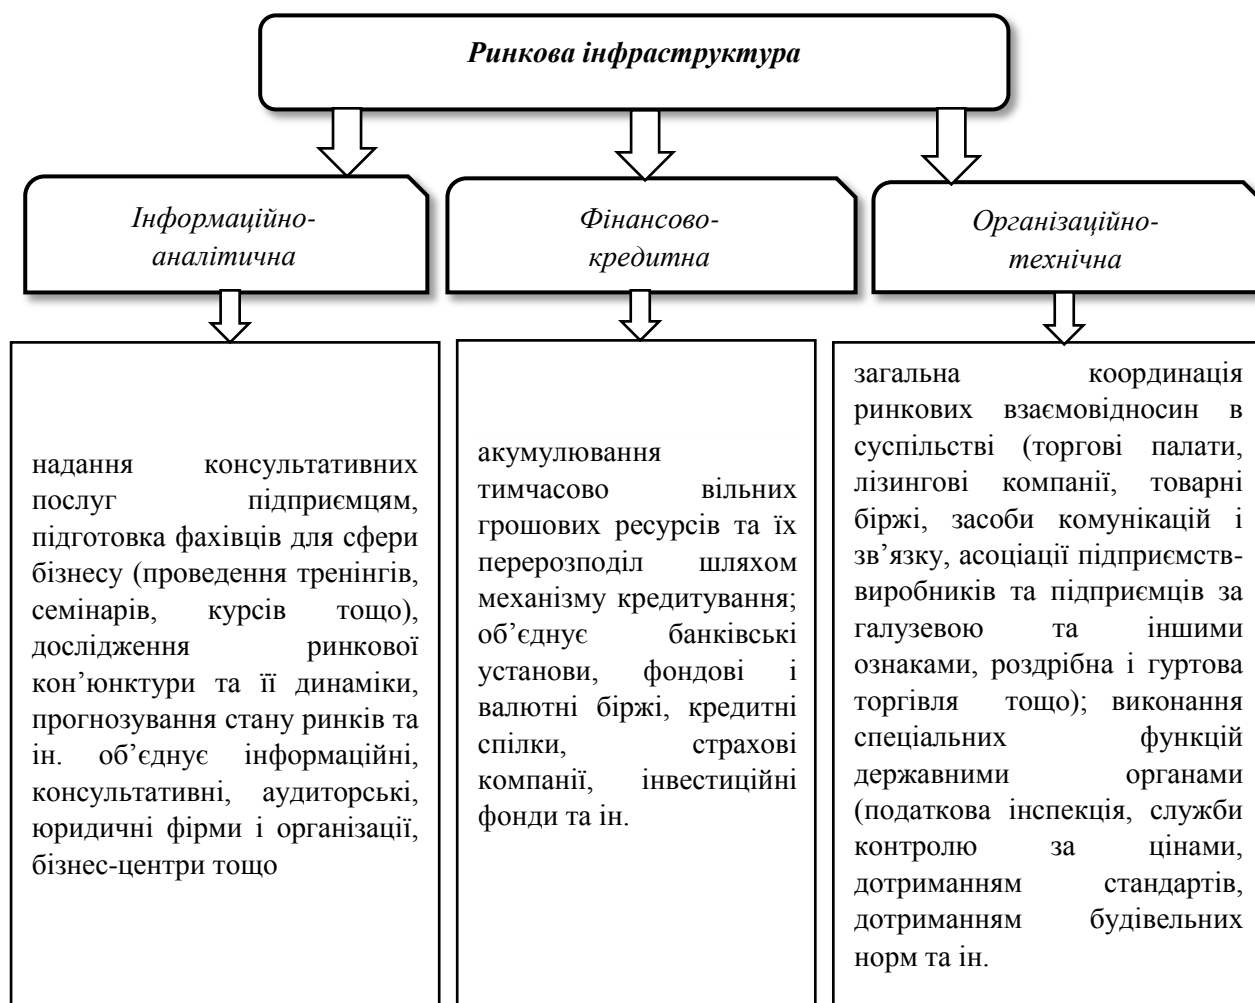 Ринкова інфраструктура
Інформаційно-
аналітична
Фінансово-
кредитна
Організаційно-
технічна
надання консультативних
послуг підприємцям,
підготовка фахівців для сфери
бізнесу (проведення тренінгів,
семінарів, курсів тощо),
дослідження ринкової
кон’юнктури та її динаміки,
прогнозування стану ринків та
ін. об’єднує інформаційні,
консультативні, аудиторські,
юридичні фірми і організації,
бізнес-центри тощо
акумулювання
тимчасово вільних
грошових ресурсів та їх
перерозподіл шляхом
механізму кредитування;
об’єднує банківські
установи, фондові і
валютні біржі, кредитні
спілки, страхові
компанії, інвестиційні
фонди та ін.
загальна координація
ринкових взаємовідносин в
суспільстві (торгові палати,
лізингові компанії, товарні
біржі, засоби комунікацій і
зв’язку, асоціації підприємств-
виробників та підприємців за
галузевою та іншими
ознаками, роздрібна і гуртова
торгівля тощо); виконання
спеціальних функцій
державними органами
(податкова інспекція, служби
контролю за цінами,
дотриманням стандартів,
дотриманням будівельних
норм та ін.